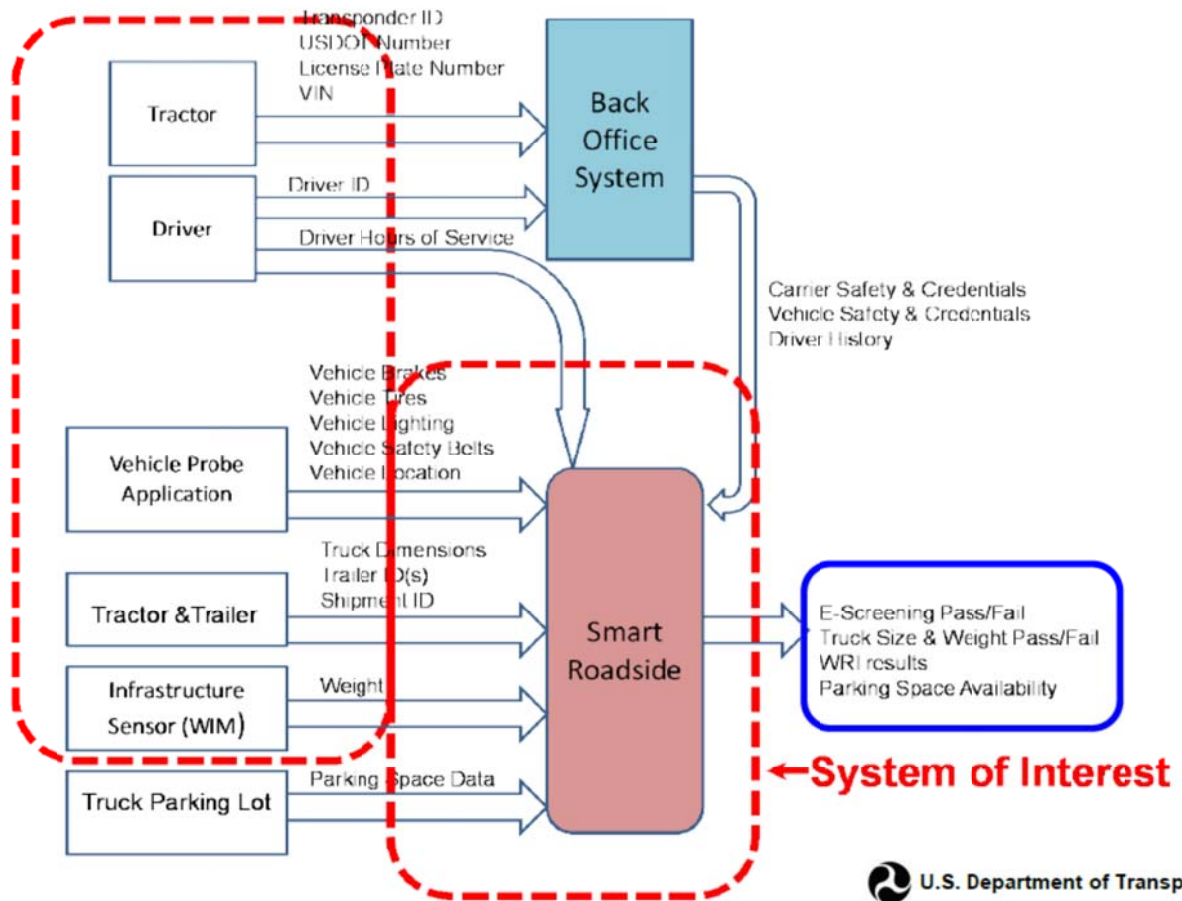 Transponder ID
USDOT Number
License Plate Number
VIN
Tractor
Back
Office
System
Driver ID
Driver
Driver Hours of Service
Carrier Safety & Credentials
Vehicle Safety & Credentials
Driver History
Vehicle Brakes
Vehicle Tires
Vehicle Lighting
Vehicle Safety Belts
Vehicle Location
Vehicle Probe
Application
Truck Dimensions
Trailer ID(s)
Shipment ID
Tractor &Trailer
Smart
Roadside
E-Screening Pass/Fail
Truck Size & Weight Pass/Fail
WRI results
Parking Space Availability
Weight
Infrastructure
Sensor (WIM)
Parking Space Data
Truck Parking Lot
System of Interest
U.S. Department of Transp